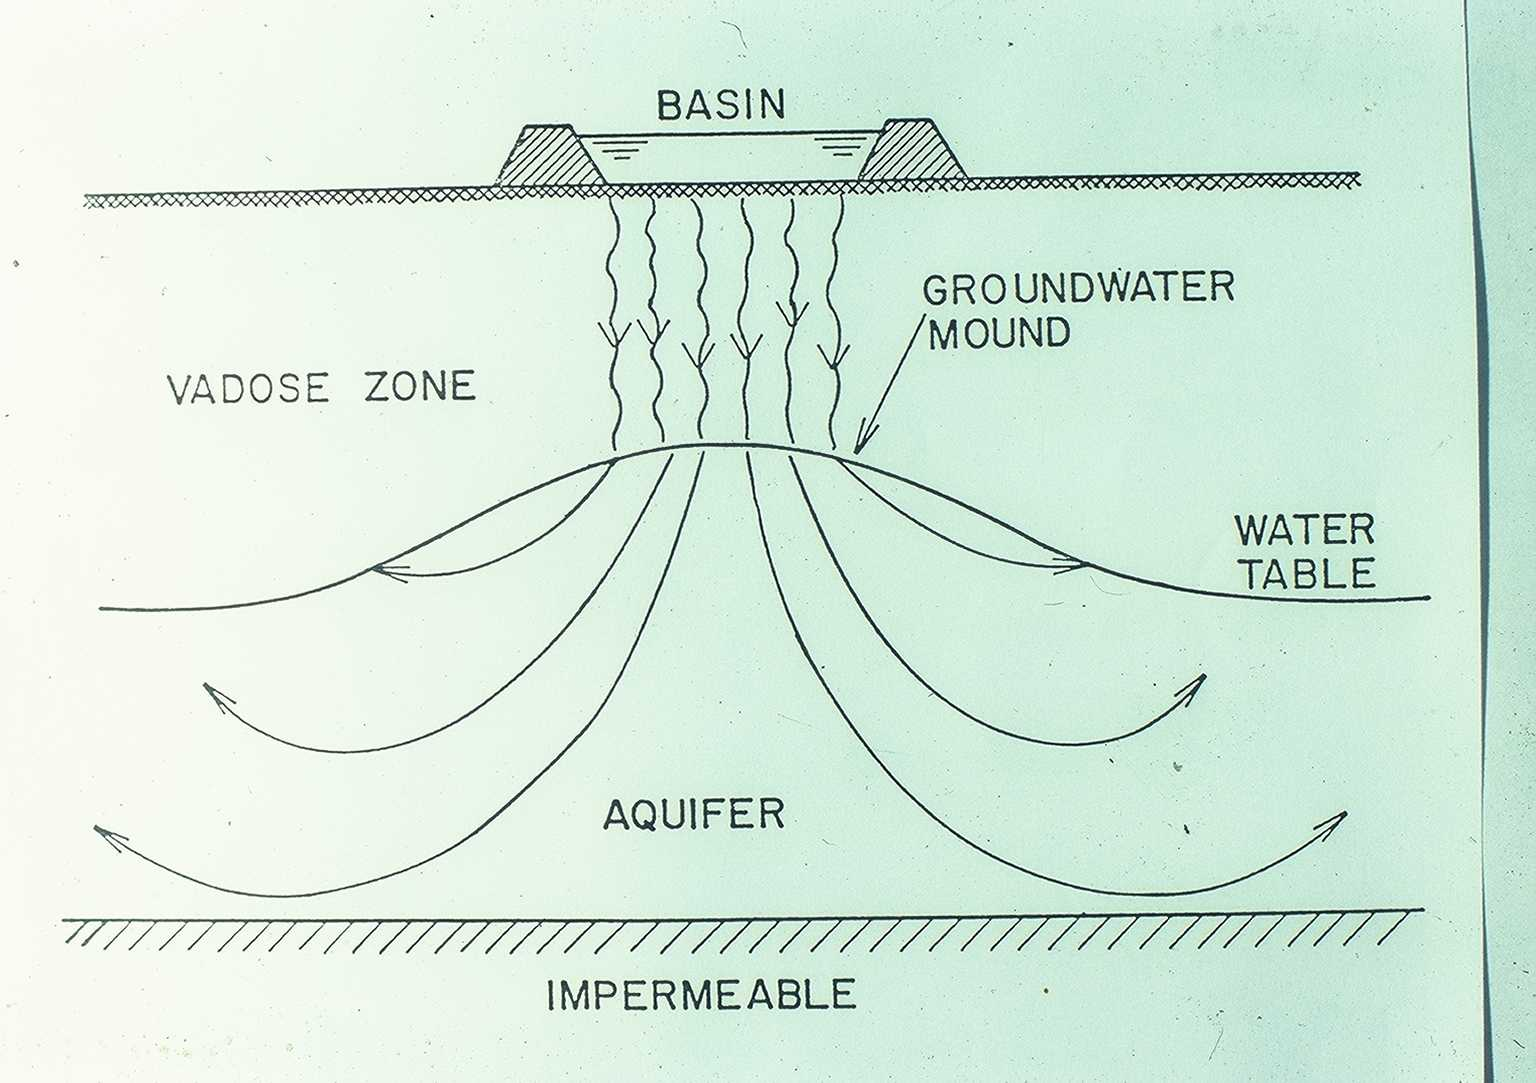 BASIN
GROUNDWATER
MOUND
VADOSE ZONE
WATER
TABLE
AQUIFER
IMPERMEABLE